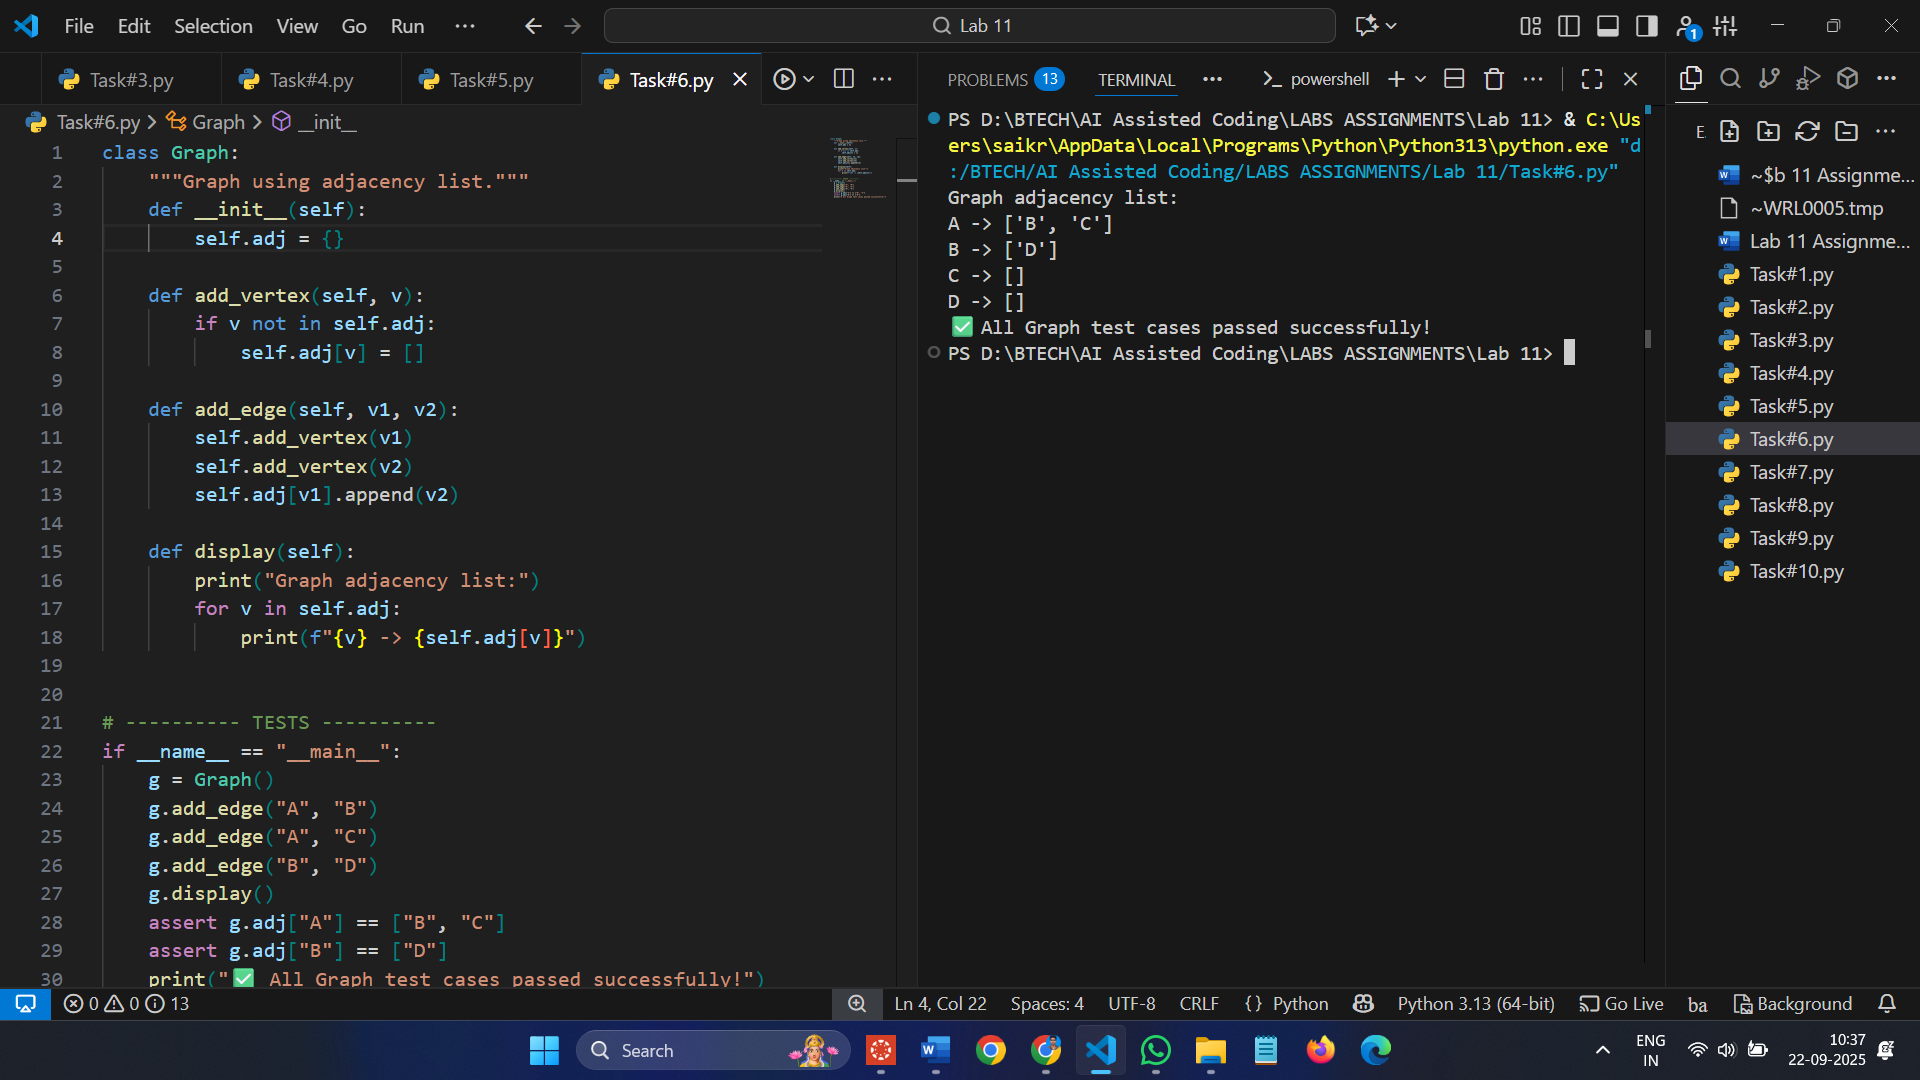 File Edit Selection View Go Run ··· Lab 11
Task#3.py Task#4.py Task#5.py Task#6.py
Task#6.py > Graph > __init__
1 class Graph:
2 """Graph using adjacency list."""
3 def __init__(self):
4 self.adj = {}
5
6 def add_vertex(self, v):
7 if v not in self.adj:
8 self.adj[v] = []
9
10 def add_edge(self, v1, v2):
11 self.add_vertex(v1)
12 self.add_vertex(v2)
13 self.adj[v1].append(v2)
14
15 def display(self):
16 print("Graph adjacency list:")
17 for v in self.adj:
18 print(f"{v} -> {self.adj[v]}")
19
20
21 # ---------- TESTS ----------
22 if __name__ == "__main__":
23 g = Graph()
24 g.add_edge("A", "B")
25 g.add_edge("A", "C")
26 g.add_edge("B", "D")
27 g.display()
28 assert g.adj["A"] == ["B", "C"]
29 assert g.adj["B"] == ["D"]
30 print("✅ All Graph test cases passed successfully!")
PROBLEMS 13 TERMINAL ··· powershell
PS D:\BTECH\AI Assisted Coding\LABS ASSIGNMENTS\Lab 11> & C:\Us
ers\saikr\AppData\Local\Programs\Python\Python313\python.exe "d
:/BTECH/AI Assisted Coding/LABS ASSIGNMENTS/Lab 11/Task#6.py"
Graph adjacency list:
A -> ['B', 'C']
B -> ['D']
C -> []
D -> []
✅ All Graph test cases passed successfully!
PS D:\BTECH\AI Assisted Coding\LABS ASSIGNMENTS\Lab 11>
1
E
~$b 11 Assignme...
~WRL0005.tmp
Lab 11 Assignme...
Task#1.py
Task#2.py
Task#3.py
Task#4.py
Task#5.py
Task#6.py
Task#7.py
Task#8.py
Task#9.py
Task#10.py
0 0 13 Ln 4, Col 22 Spaces: 4 UTF-8 CRLF {} Python Python 3.13 (64-bit) Go Live ba Background
Search
ENG
IN
10:37
22-09-2025